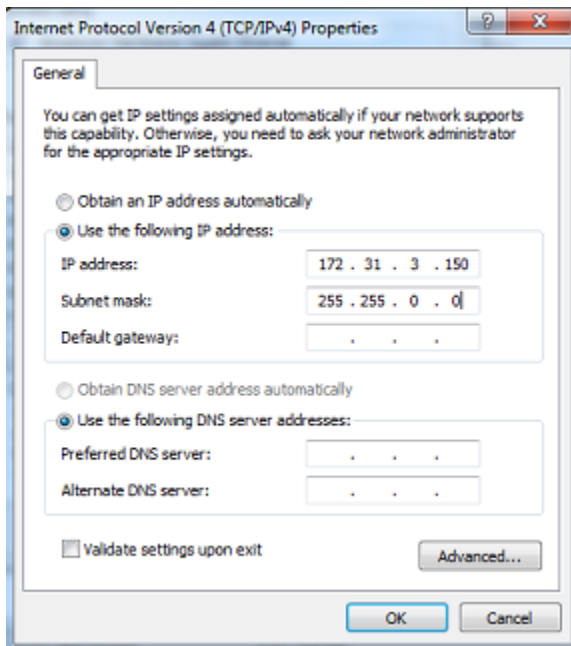 Internet Protocol Version 4 (TCP/IPv4) Properties
General
You can get IP settings assigned automatically if your network supports
this capability. Otherwise, you need to ask your network administrator
for the appropriate IP settings.
Obtain an IP address automatically
Use the following IP address:
IP address: 172 . 31 . 3 . 150
Subnet mask: 255 . 255 . 0 . 0
Default gateway: . . .
Obtain DNS server address automatically
Use the following DNS server addresses:
Preferred DNS server: . . .
Alternate DNS server: . . .
Validate settings upon exit
Advanced...
OK Cancel